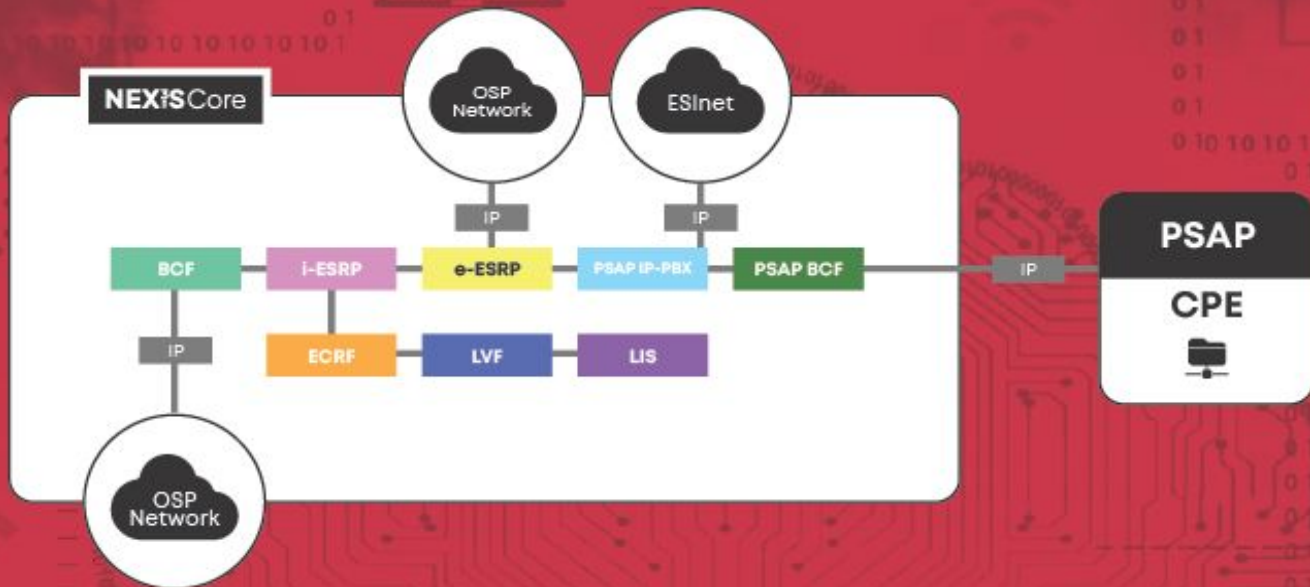 NEXiS Core
OSP
Network
ESInet
IP
IP
BCF
i-ESRP
e-ESRP
PSAP IP-PBX
PSAP BCF
IP
PSAP
CPE
IP
ECRF
LVF
LIS
OSP
Network